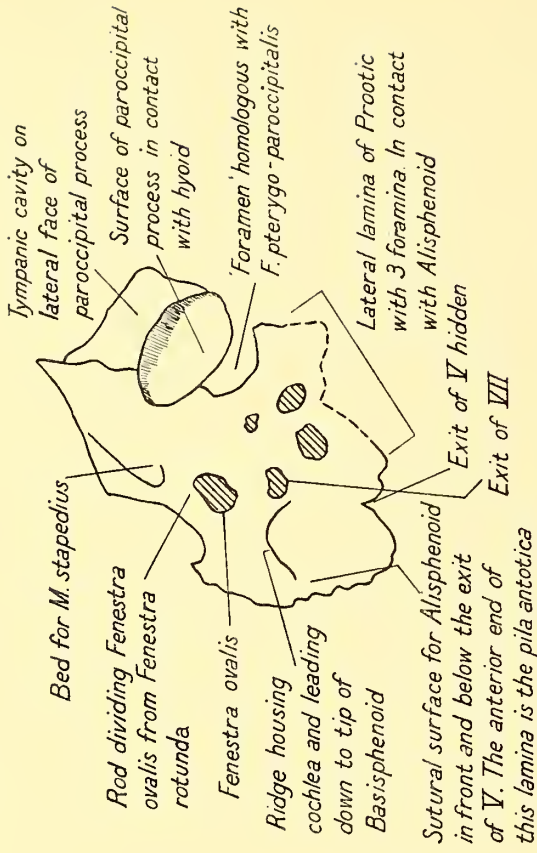 Tympanic cavity on
lateral face of
paroccipital process
Surface of paroccipital
process in contact
with hyoid
'Foramen' homologous with
F. pterygo-paroccipitalis
Lateral lamina of Prootic
with 3 foramina. In contact
with Alisphenoid
Exit of V hidden
Exit of VII
Bed for M. stapedius
Rod dividing Fenestra
ovalis from Fenestra
rotunda
Fenestra ovalis
Ridge housing
cochlea and leading
down to tip of
Basisphenoid
Sutural surface for Alisphenoid
in front and below the exit
of V. The anterior end of
this lamina is the pila antotica